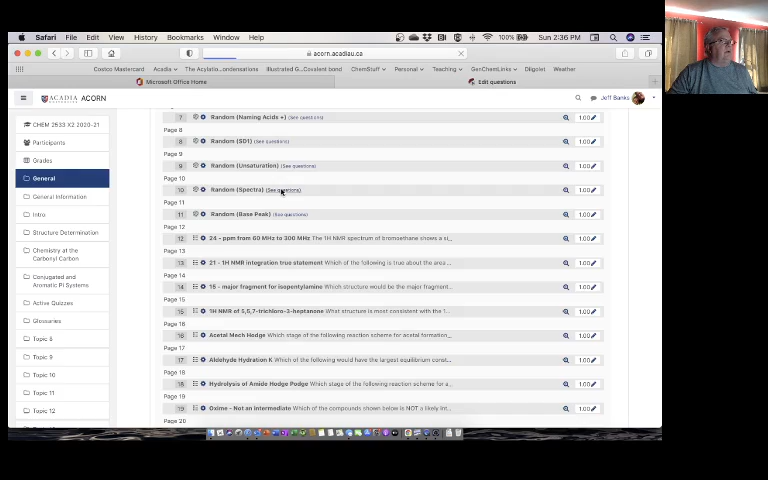 Safari File Edit View History Bookmarks Window Help 100% Sun 2:36 PM
acorn.acadiau.ca
Costco Mastercard Acadia The Acylatio...ondensations Illustrated G...Covalent bond ChemStuff Personal Teaching GenChemLinks Digolet Weather
Microsoft Office Home Edit questions
ACADIA ACORN Jeff Banks
CHEM 2533 X2 2020-21
Participants
Grades
General
General Information
Intro
Structure Determination
Chemistry at the
Carbonyl Carbon
Conjugated and
Aromatic Pi Systems
Active Quizzes
Glossaries
Topic 8
Topic 9
Topic 10
Topic 11
Topic 12
7 Random (Naming Acids +) (See questions) 1.00
Page 8
8 Random (SD1) (See questions) 1.00
Page 9
9 Random (Unsaturation) (See questions) 1.00
Page 10
10 Random (Spectra) (See questions) 1.00
Page 11
11 Random (Base Peak) (See questions) 1.00
Page 12
12 24 - ppm from 60 MHz to 300 MHz The 1H NMR spectrum of bromoethane shows a si... 1.00
Page 13
13 21 - 1H NMR integration true statement Which of the following is true about the area ... 1.00
Page 14
14 15 - major fragment for isopentylamine Which structure would be the major fragment... 1.00
Page 15
15 1H NMR of 5,5,7-trichloro-3-heptanone What structure is most consistent with the 1... 1.00
Page 16
16 Acetal Mech Hodge Which stage of the following reaction scheme for acetal formation... 1.00
Page 17
17 Aldehyde Hydration K Which of the following would have the largest equilibrium const... 1.00
Page 18
18 Hydrolysis of Amide Hodge Podge Which stage of the following reaction scheme for a... 1.00
Page 19
19 Oxime - Not an Intermediate Which of the compounds shown below is NOT a likely int... 1.00
Page 20